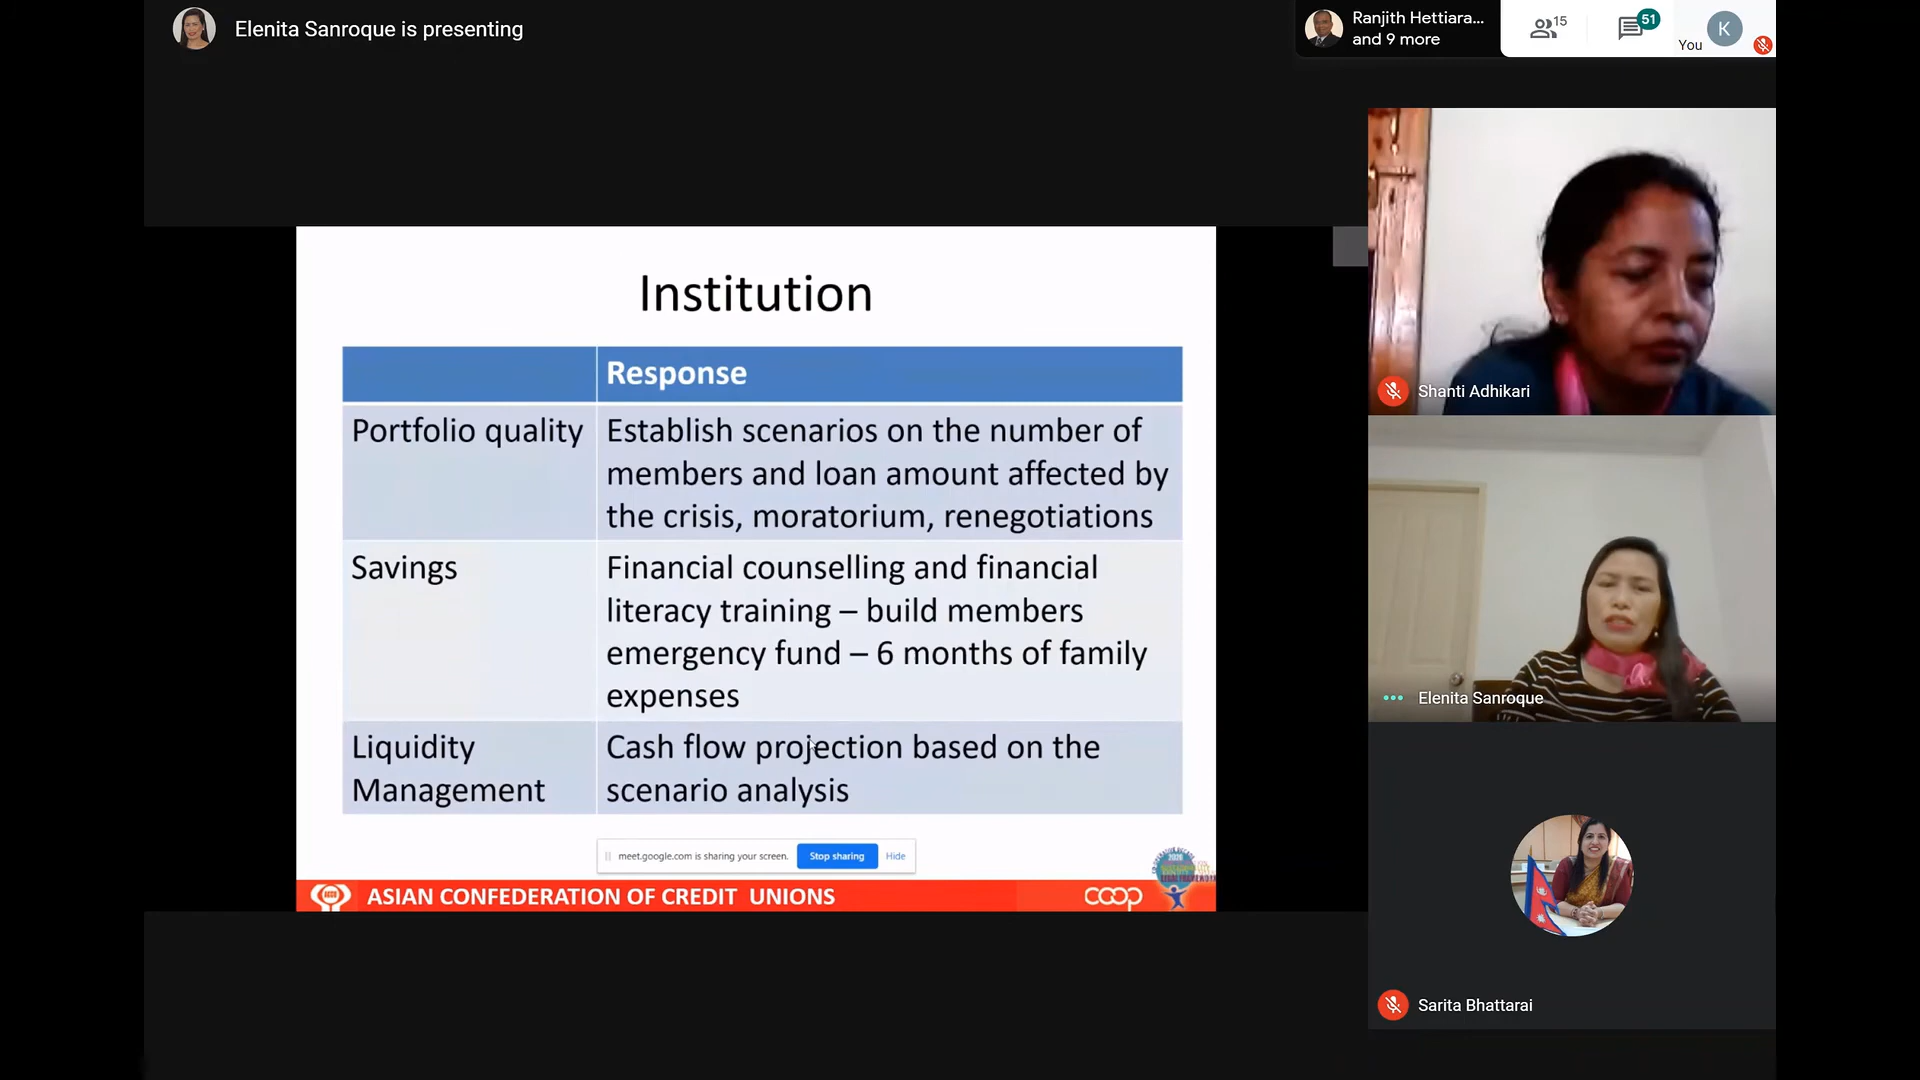 Elenita Sanroque is presenting
Ranjith Hettiara...
and 9 more
15
51
You
K
Institution
Response
Portfolio quality
Establish scenarios on the number of
members and loan amount affected by
the crisis, moratorium, renegotiations
Savings
Financial counselling and financial
literacy training – build members
emergency fund – 6 months of family
expenses
Liquidity
Management
Cash flow projection based on the
scenario analysis
meet.google.com is sharing your screen.
Stop sharing
Hide
ASIAN CONFEDERATION OF CREDIT UNIONS
coop
2020
Shanti Adhikari
Elenita Sanroque
Sarita Bhattarai